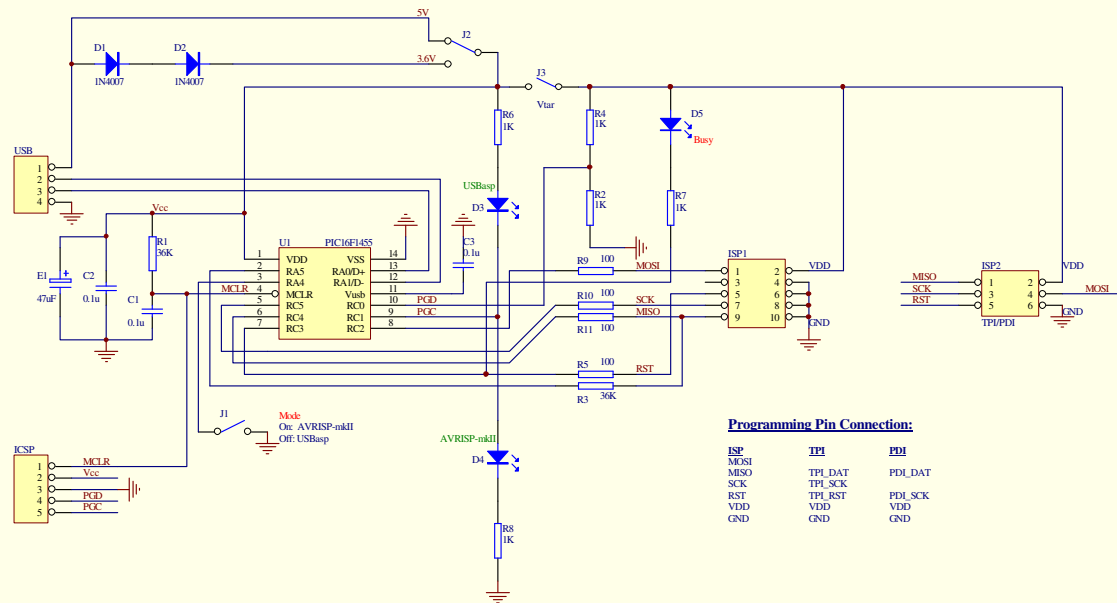 5V
J2
D1
D2
1N4007
1N4007
3.6V
J3
Vtar
R6
1K
R4
1K
D5
Busy
USB
1
2
3
4
USBasp
D3
R2
1K
R7
1K
Vcc
R1
36K
U1
PIC16F1455
C3
0.1u
E1
47uF
C2
0.1u
C1
0.1u
MCLR
1 VDD VSS 14
2 RA5 RA0/D+ 13
3 RA4 RA1/D- 12
4 MCLR Vusb 11
5 RC5 RC0 10
6 RC4 RC1 9
7 RC3 RC2 8
PGD
PGC
R9 100 MOSI
R10 100 SCK
R11 100 MISO
R5 100 RST
R3 36K
ISP1
1 2
3 4
5 6
7 8
9 10
VDD
GND
ISP2
MISO 1 2 VDD
SCK 3 4 MOSI
RST 5 6 GND
TPI/PDI
J1
Mode
On: AVRISP-mkII
Off: USBasp
AVRISP-mkII
D4
R8
1K
ICSP
1 MCLR
2 Vcc
3
4 PGD
5 PGC
Programming Pin Connection:
ISP TPI PDI
MOSI
MISO TPI_DAT PDI_DAT
SCK TPI_SCK
RST TPI_RST PDI_SCK
VDD VDD VDD
GND GND GND